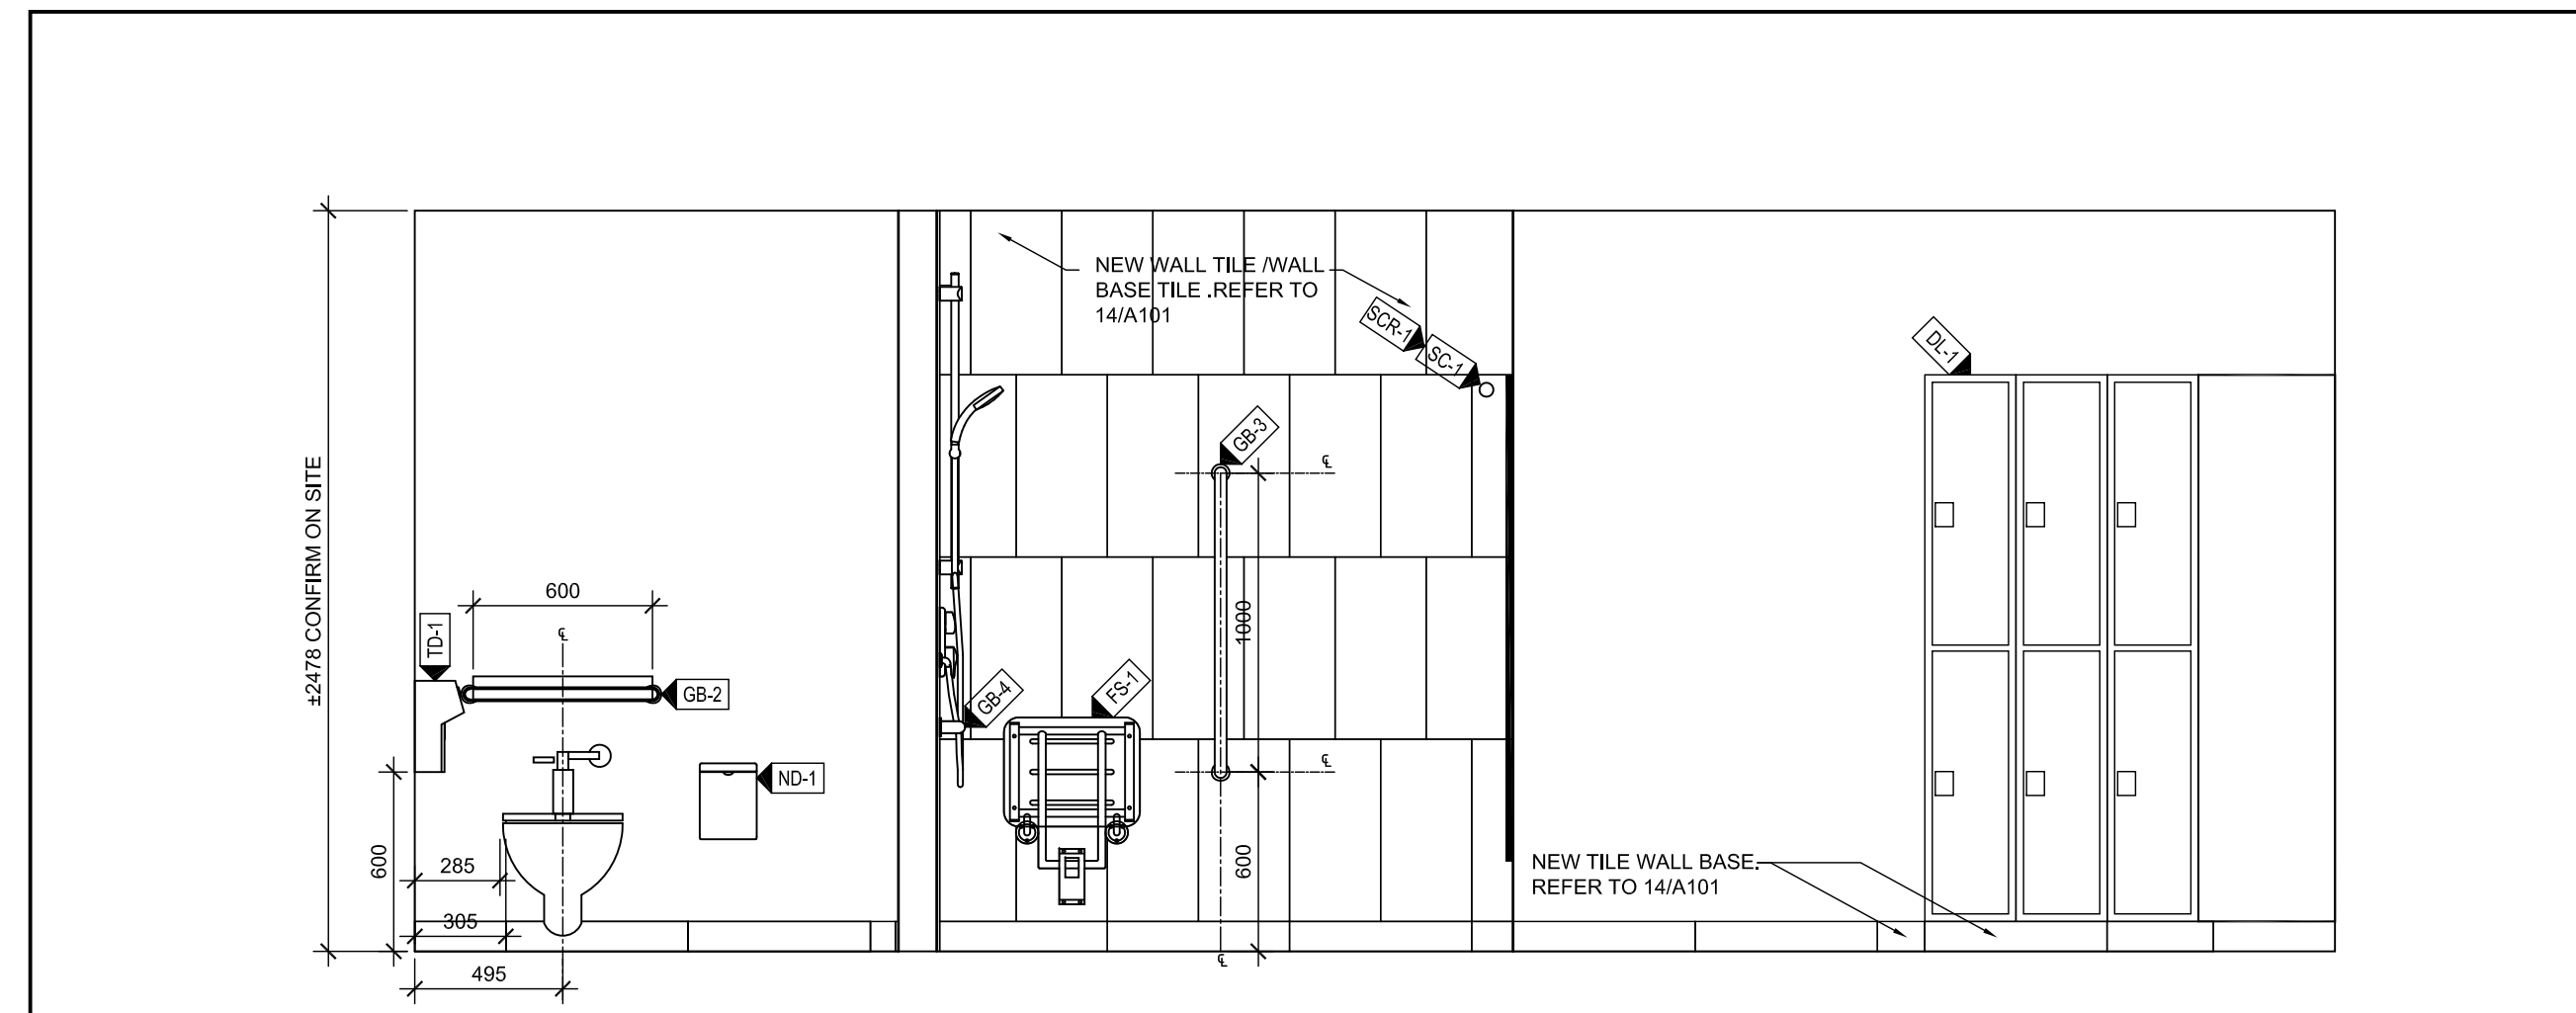 NEW WALL TILE /WALL
BASE TILE .REFER TO
14/A101
SCR-1
SC-1
DL-1
GB-3
℄
±2478 CONFIRM ON SITE
600
℄
TD-1
GB-2
1000
GB-4
FS-1
℄
ND-1
600
285
305
495
600
℄
NEW TILE WALL BASE.
REFER TO 14/A101